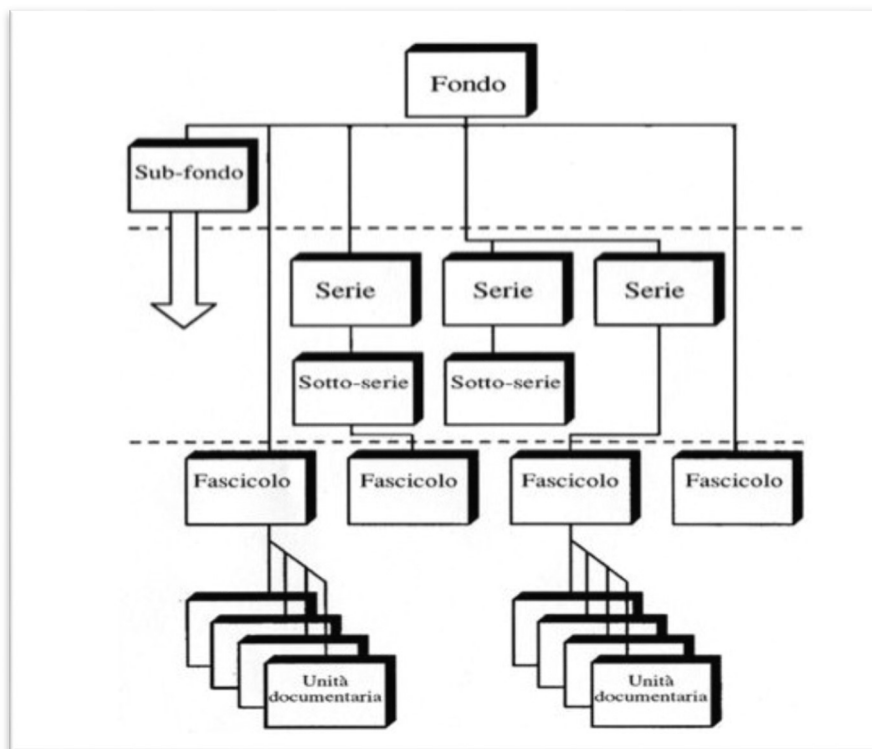 Fondo
Sub-fondo
Serie
Serie
Serie
Sotto-serie
Sotto-serie
Fascicolo
Fascicolo
Fascicolo
Fascicolo
Unità
documentaria
Unità
documentaria